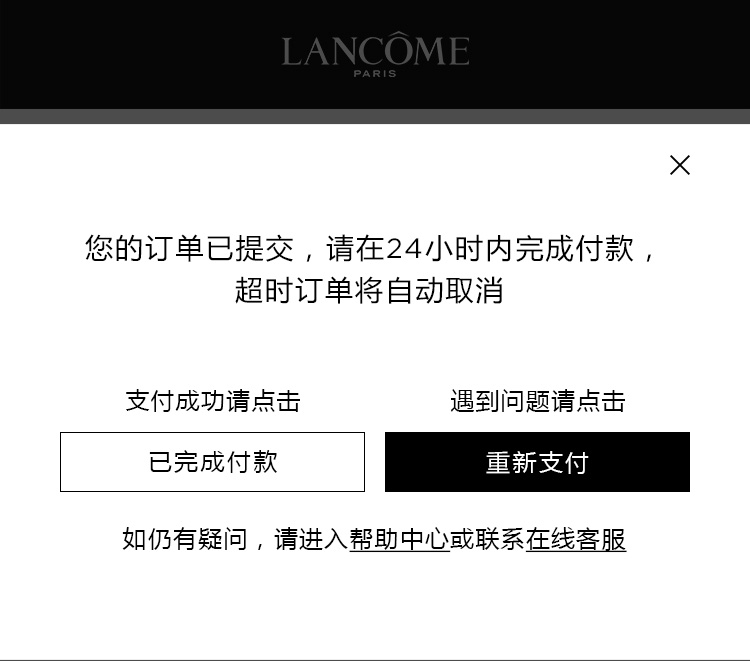 LANCÔME
PARIS
您的订单已提交，请在24小时内完成付款，
超时订单将自动取消
支付成功请点击
遇到问题请点击
已完成付款
重新支付
如仍有疑问，请进入帮助中心或联系在线客服